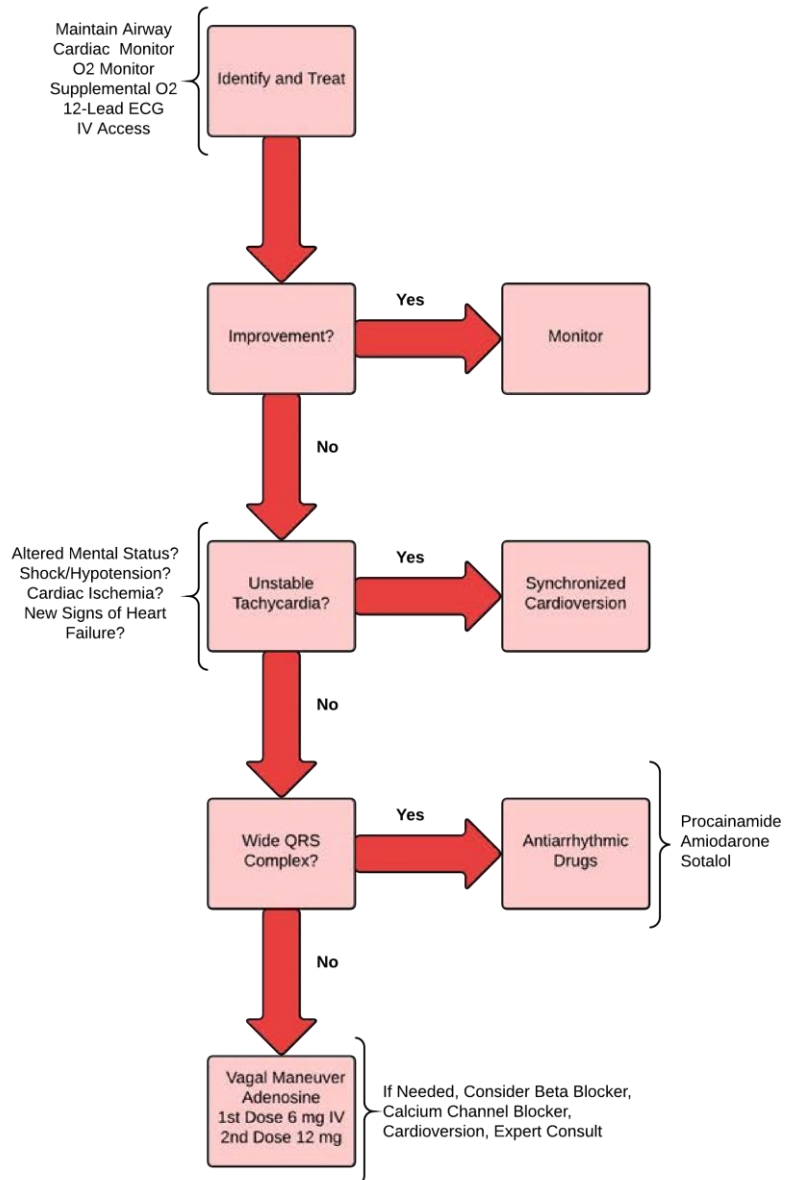 Maintain Airway
Cardiac Monitor
O2 Monitor
Supplemental O2
12-Lead ECG
IV Access
Identify and Treat
Improvement?
Yes
Monitor
No
Altered Mental Status?
Shock/Hypotension?
Cardiac Ischemia?
New Signs of Heart
Failure?
Unstable
Tachycardia?
Yes
Synchronized
Cardioversion
No
Wide QRS
Complex?
Yes
Antiarrhythmic
Drugs
Procainamide
Amiodarone
Sotalol
No
Vagal Maneuver
Adenosine
1st Dose 6 mg IV
2nd Dose 12 mg
If Needed, Consider Beta Blocker,
Calcium Channel Blocker,
Cardioversion, Expert Consult